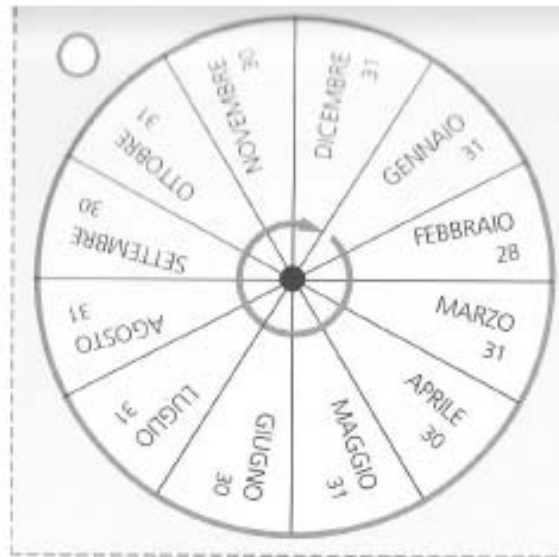 GENNAIO
31
FEBBRAIO
28
MARZO
31
APRILE
30
MAGGIO
31
GIUGNO
30
LUGLIO
31
AGOSTO
31
SETTEMBRE
30
OTTOBRE
31
NOVEMBRE
30
DICEMBRE
31